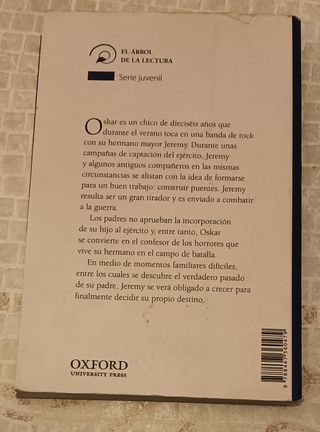 EL ÁRBOL
DE LA LECTURA
Serie juvenil
Oskar es un chico de dieciséis años que
durante el verano toca en una banda de rock
con su hermano mayor Jeremy. Durante unas
campañas de captación del ejército, Jeremy
y algunos antiguos compañeros en las mismas
circunstancias se alistan con la idea de formarse
para un buen trabajo: construir puentes. Jeremy
resulta ser un gran tirador y es enviado a combatir
a la guerra.
Los padres no aprueban la incorporación
de su hijo al ejército y, entre tanto, Oskar
se convierte en el confesor de los horrores que
vive su hermano en el campo de batalla.
En medio de momentos familiares difíciles,
entre los cuales se descubre el verdadero pasado
de su padre, Jeremy se verá obligado a crecer para
finalmente decidir su propio destino.
OXFORD
UNIVERSITY PRESS